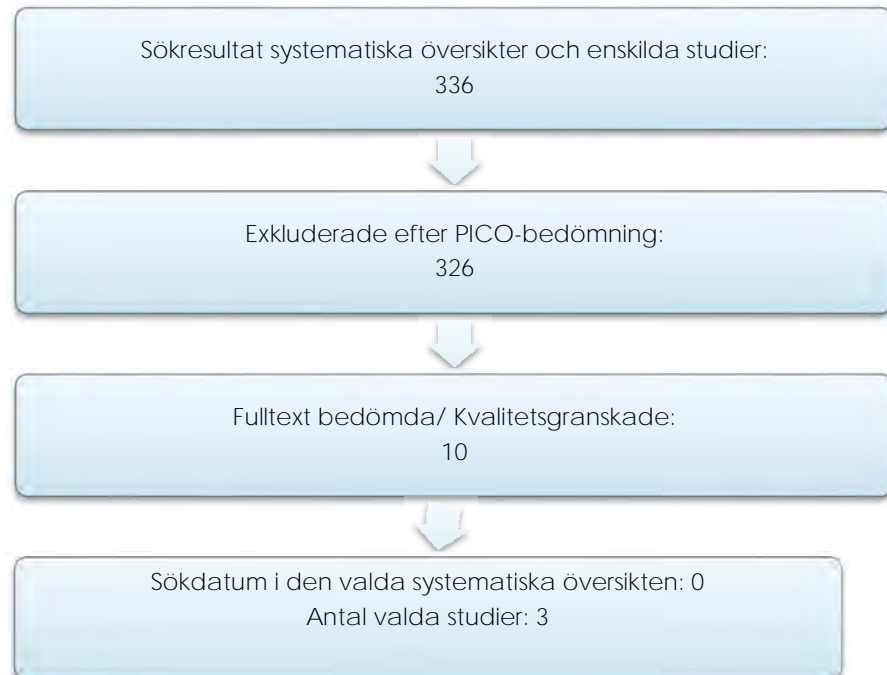 Sökresultat systematiska översikter och enskilda studier:
336
Exkluderade efter PICO-bedömning:
326
Fulltext bedömda/ Kvalitetsgranskade:
10
Sökdatum i den valda systematiska översikten: 0
Antal valda studier: 3